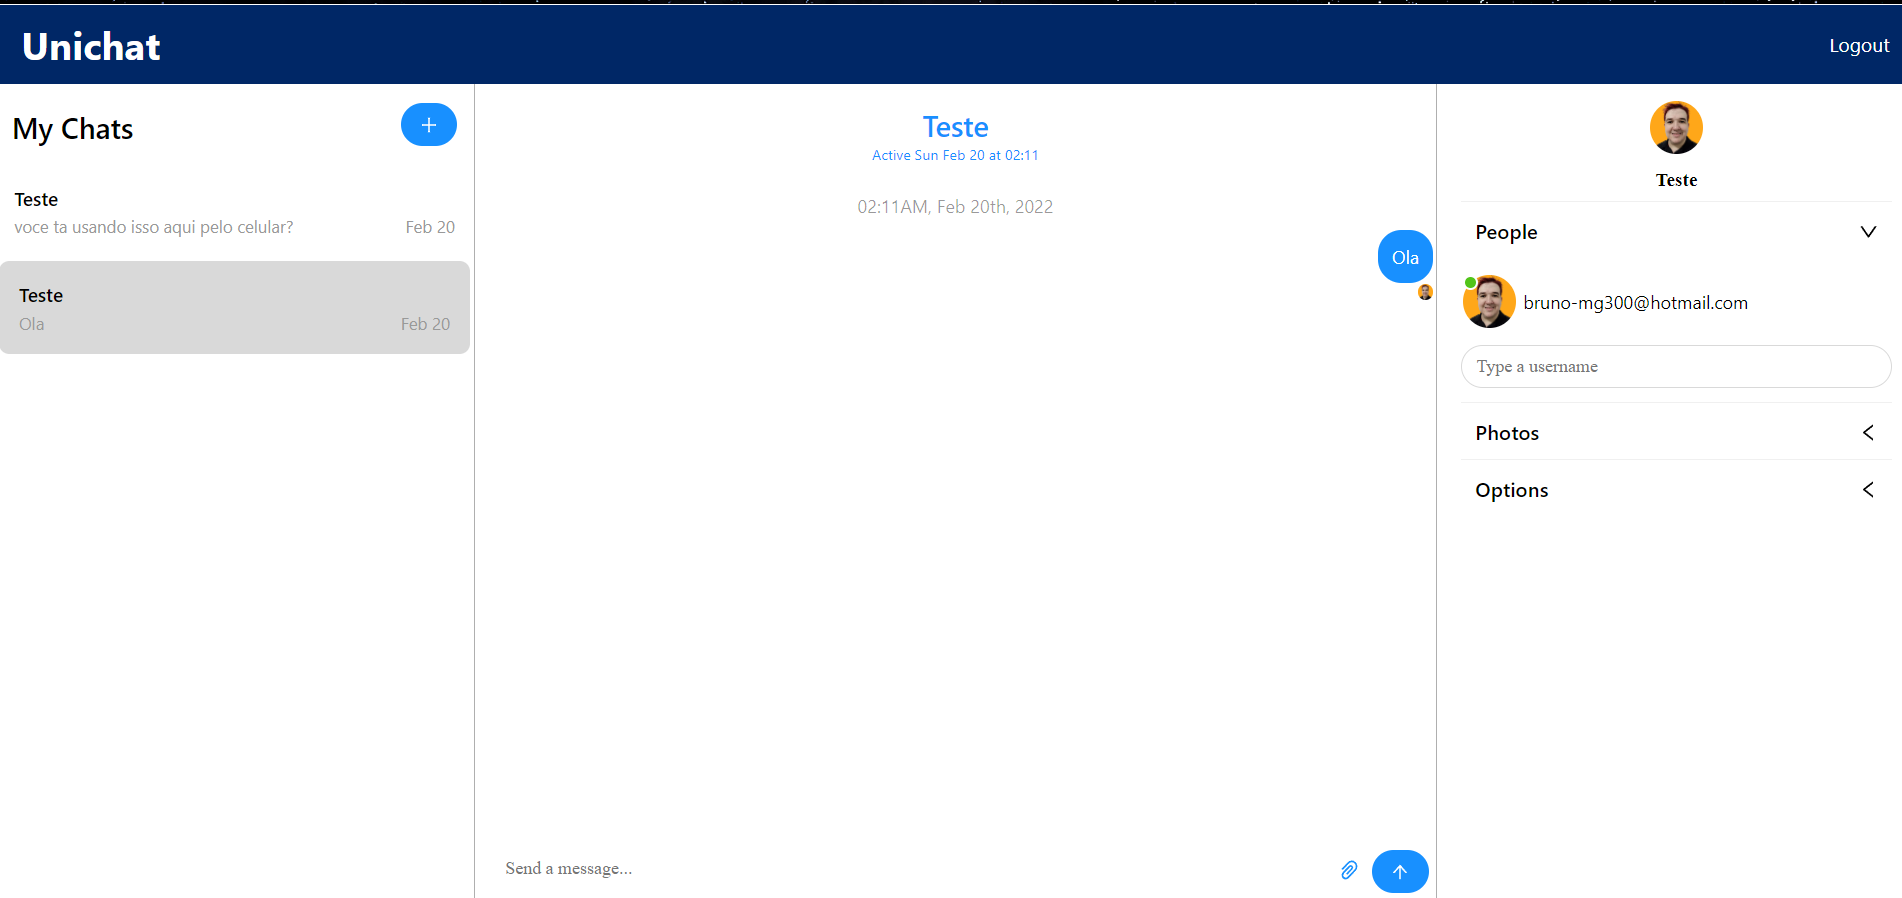 Unichat
Logout
My Chats
Teste
voce ta usando isso aqui pelo celular?
Feb 20
Teste
Ola
Feb 20
Teste
Active Sun Feb 20 at 02:11
02:11AM, Feb 20th, 2022
Ola
Send a message...
Teste
People
bruno-mg300@hotmail.com
Type a username
Photos
Options